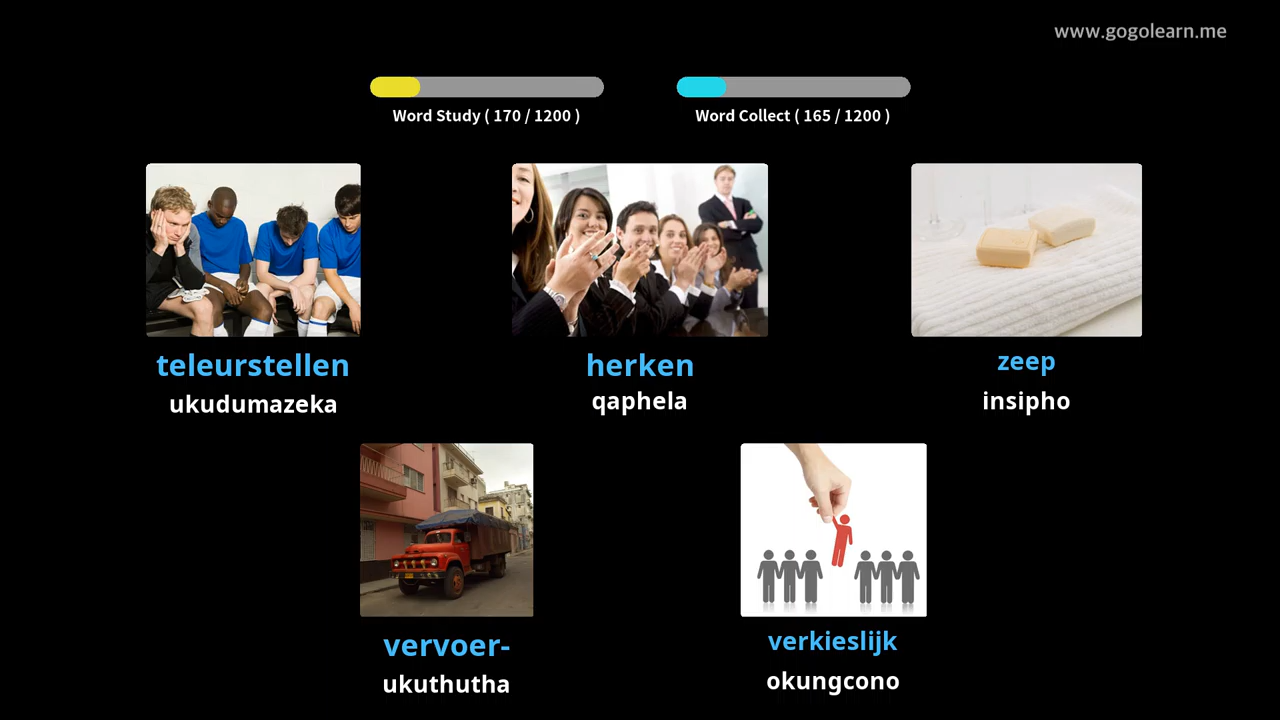 www.gogolearn.me
Word Study ( 170 / 1200 )
Word Collect ( 165 / 1200 )
teleurstellen
ukudumazeka
herken
qaphela
zeep
insipho
vervoer-
ukuthutha
verkieslijk
okungcono